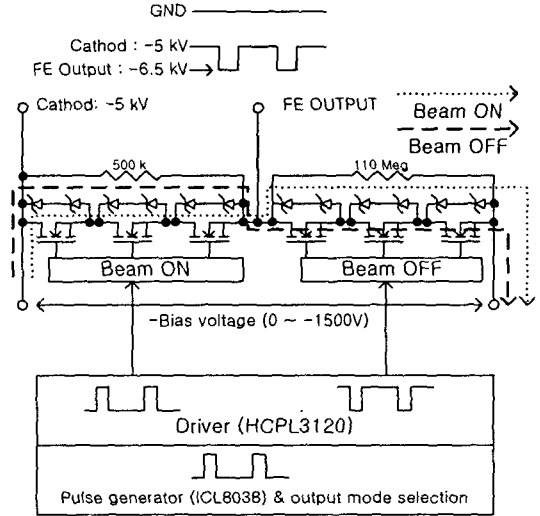 GND
Cathod : -5 kV
FE Output : -6.5 kV
Cathod: -5 kV
FE OUTPUT
Beam ON
Beam OFF
500 k
110 Meg
Beam ON
Beam OFF
-Bias voltage (0 ~ -1500V)
Driver (HCPL3120)
Pulse generator (ICL8038) & output mode selection